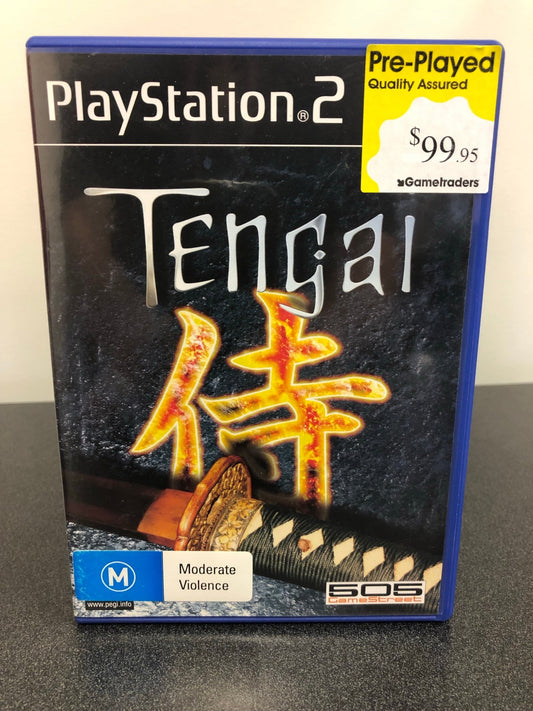 PlayStation®2
Pre-Played
Quality Assured
$99.95
Gametraders
Tengai
侍
M
Moderate
Violence
www.pegi.info
505
GameStreet